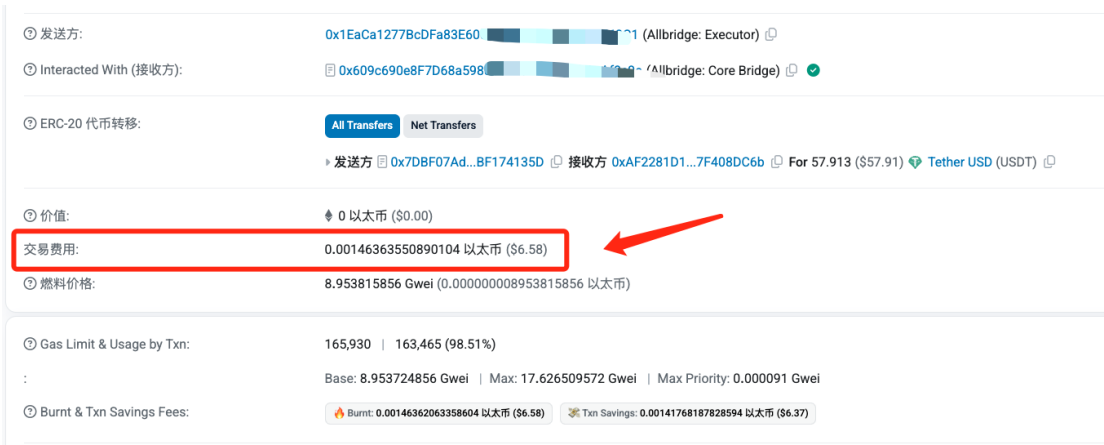 发送方: 0x1EaCa1277BcDFa83E60 1 (Allbridge: Executor)
Interacted With (接收方): 0x609c690e8F7D68a598 (Allbridge: Core Bridge)
ERC-20 代币转移: All Transfers Net Transfers
发送方 0x7DBF07Ad...BF174135D 接收方 0xAF2281D1...7F408DC6b For 57.913 ($57.91) Tether USD (USDT)
价值: 0 以太币 ($0.00)
交易费用: 0.00146363550890104 以太币 ($6.58)
燃料价格: 8.953815856 Gwei (0.000000008953815856 以太币)
Gas Limit & Usage by Txn: 165,930 | 163,465 (98.51%)
: Base: 8.953724856 Gwei | Max: 17.626509572 Gwei | Max Priority: 0.000091 Gwei
Burnt & Txn Savings Fees: Burnt: 0.00146362063358604 以太币 ($6.58) Txn Savings: 0.00141768187828594 以太币 ($6.37)